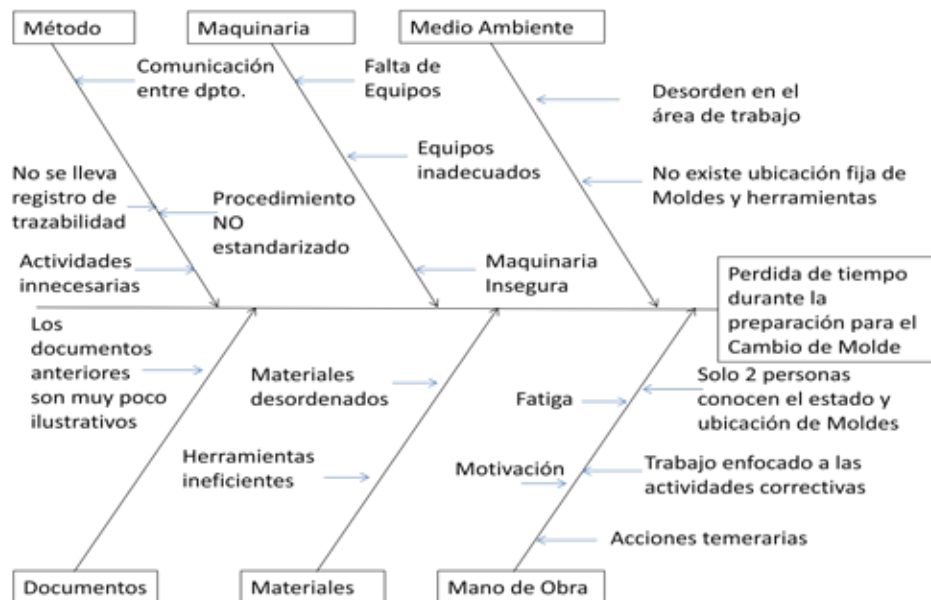 Método
Maquinaria
Medio Ambiente
Comunicación
entre dpto.
Falta de
Equipos
Desorden en el
área de trabajo
Equipos
inadecuados
No se lleva
registro de
trazabilidad
Procedimiento
NO
estandarizado
No existe ubicación fija de
Moldes y herramientas
Actividades
innecesarias
Maquinaria
Insegura
Perdida de tiempo
durante la
preparación para el
Cambio de Molde
Los
documentos
anteriores
son muy poco
ilustrativos
Materiales
desordenados
Fatiga
Solo 2 personas
conocen el estado y
ubicación de Moldes
Herramientas
ineficientes
Motivación
Trabajo enfocado a las
actividades correctivas
Acciones temerarias
Documentos
Materiales
Mano de Obra